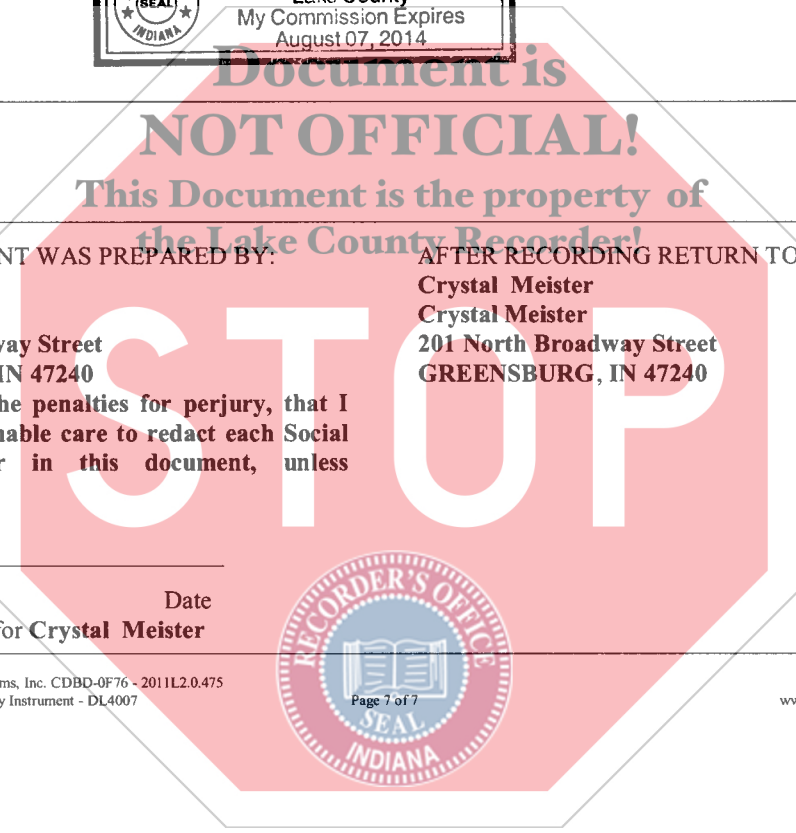 (SEAL)
INDIANA
Lake County
My Commission Expires
August 07, 2014
Document is
NOT OFFICIAL!
This Document is the property of
the Lake County Recorder!
NT WAS PREPARED BY:
way Street
IN 47240
he penalties for perjury, that I
nable care to redact each Social
r in this document, unless
Date
for Crystal Meister
AFTER RECORDING RETURN TO
Crystal Meister
Crystal Meister
201 North Broadway Street
GREENSBURG, IN 47240
STOP
RECORDER'S OFFICE
SEAL
INDIANA
ms, Inc. CDBD-0F76 - 2011L2.0.475
y Instrument - DL4007
Page 7 of 7
ww